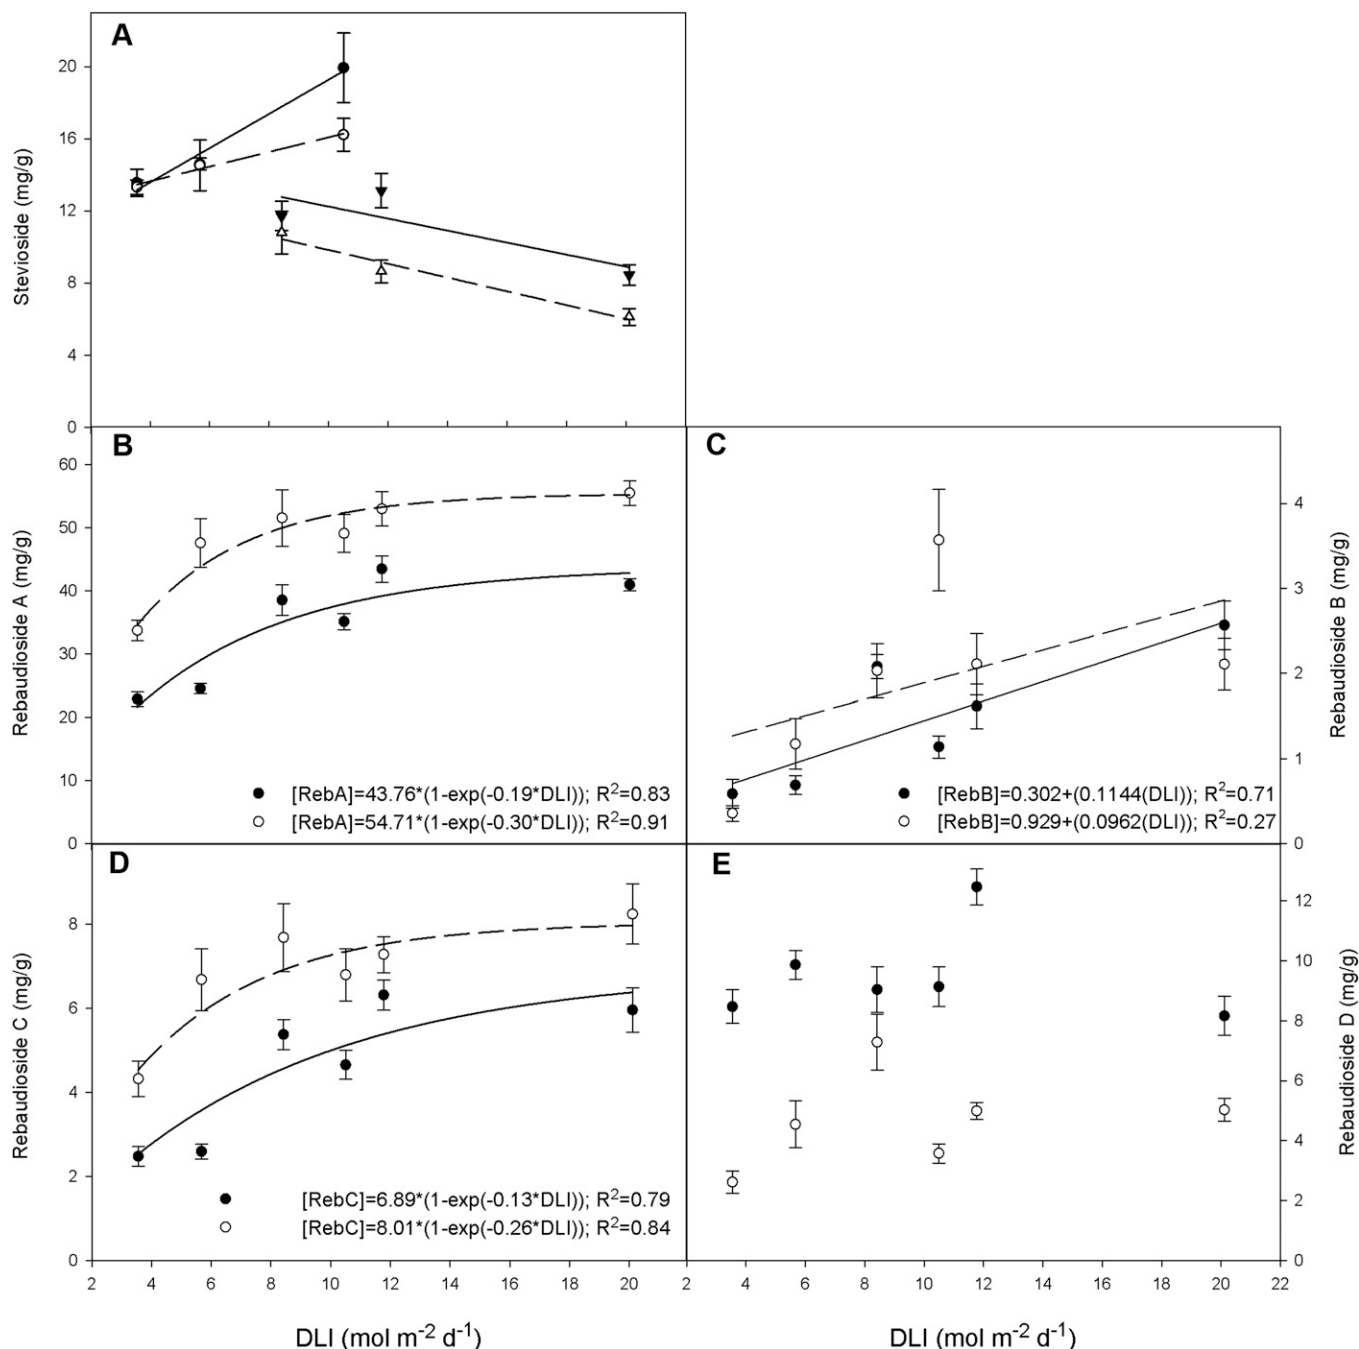 A
Stevioside (mg/g)
20
16
12
8
4
0
B
Rebaudioside A (mg/g)
60
50
40
30
20
10
0
[RebA]=43.76*(1-exp(-0.19*DLI)); R²=0.83
[RebA]=54.71*(1-exp(-0.30*DLI)); R²=0.91
C
4
3
2
1
0
Rebaudioside B (mg/g)
[RebB]=0.302+(0.1144(DLI)); R²=0.71
[RebB]=0.929+(0.0962(DLI)); R²=0.27
D
Rebaudioside C (mg/g)
8
6
4
2
0
[RebC]=6.89*(1-exp(-0.13*DLI)); R²=0.79
[RebC]=8.01*(1-exp(-0.26*DLI)); R²=0.84
2 4 6 8 10 12 14 16 18 20
DLI (mol m⁻² d⁻¹)
E
12
10
8
6
4
2
0
Rebaudioside D (mg/g)
2 4 6 8 10 12 14 16 18 20 22
DLI (mol m⁻² d⁻¹)